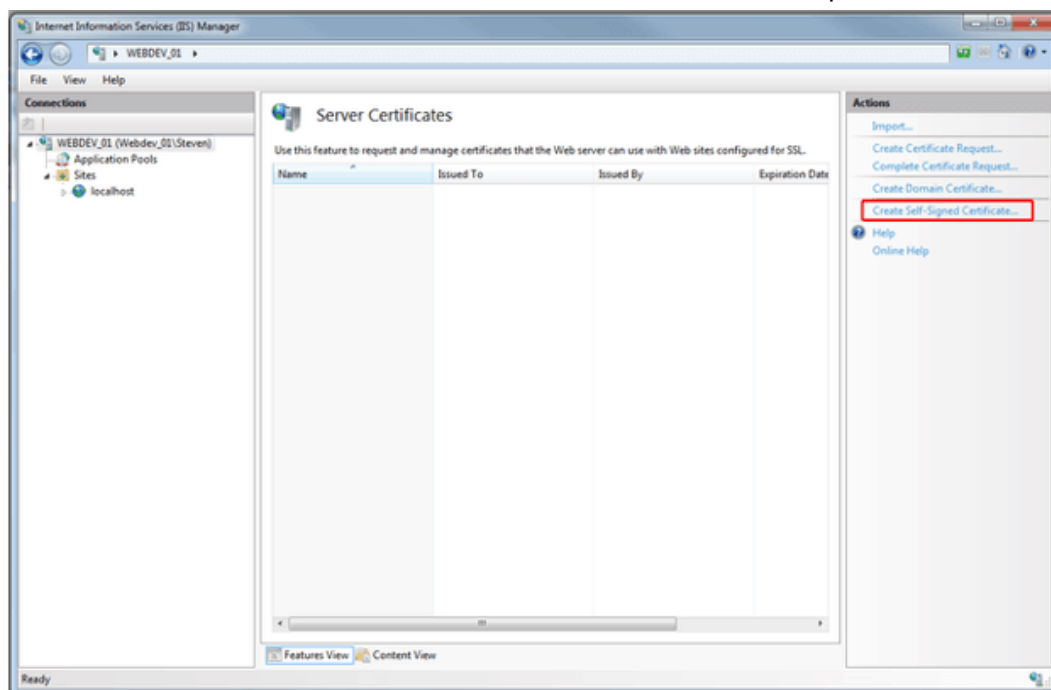 Internet Information Services (IIS) Manager
WEBDEV_01
File View Help
Connections
WEBDEV_01 (Webdev_01\Steven)
Application Pools
Sites
localhost
Server Certificates
Use this feature to request and manage certificates that the Web server can use with Web sites configured for SSL.
Name Issued To Issued By Expiration Date
Features View Content View
Actions
Import...
Create Certificate Request...
Complete Certificate Request...
Create Domain Certificate...
Create Self-Signed Certificate...
Help
Online Help
Ready